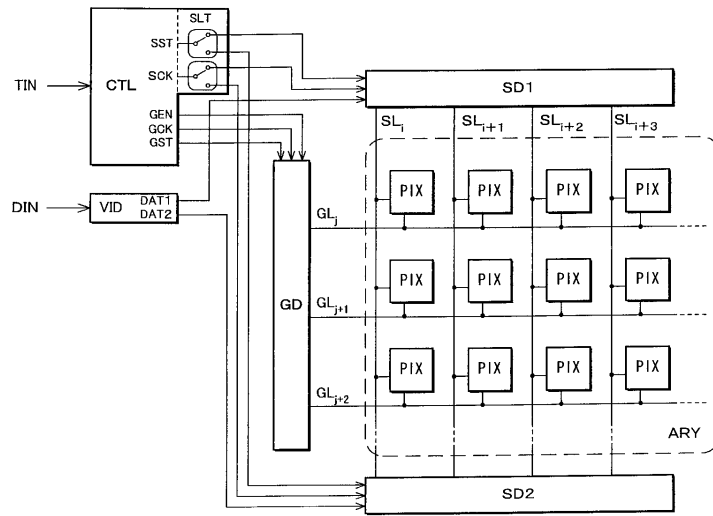 SLT
SST
TIN
CTL
SCK
SD1
GEN
GCK
GST
SLi SLi+1 SLi+2 SLi+3
DIN
VID
DAT1
DAT2
PIX PIX PIX PIX
GLj
PIX PIX PIX PIX
GD
GLj+1
PIX PIX PIX PIX
GLj+2
ARY
SD2